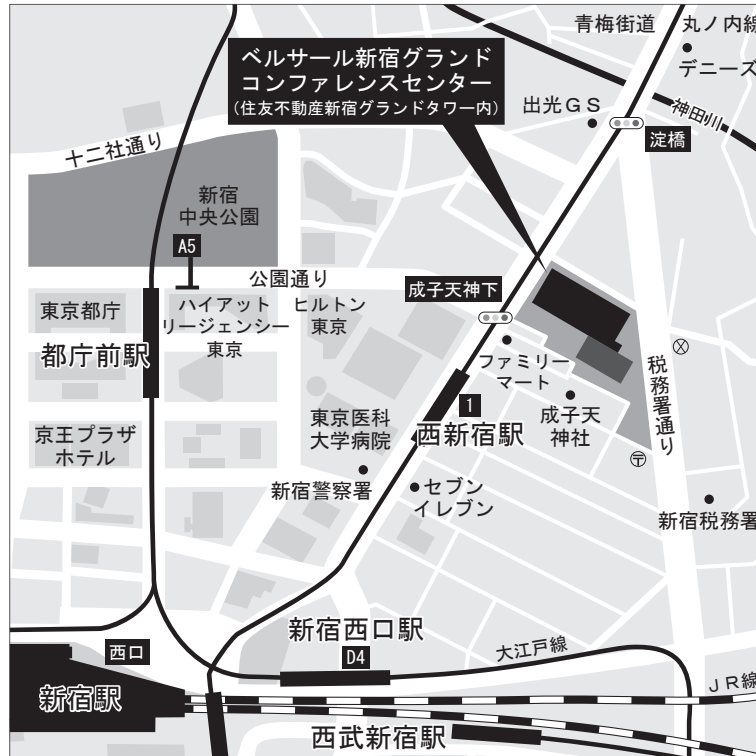 青梅街道
丸ノ内線
デニーズ
ベルサール新宿グランド
コンファレンスセンター
(住友不動産新宿グランドタワー内)
出光ＧＳ
神田川
淀橋
十二社通り
新宿
中央公園
A5
公園通り
成子天神下
東京都庁
ハイアット
リージェンシー
東京
ヒルトン
東京
都庁前駅
ファミリー
マート
税務署通り
1
成子天
神社
東京医科
大学病院
西新宿駅
京王プラザ
ホテル
新宿警察署
セブン
イレブン
新宿税務署
新宿西口駅
D4
大江戸線
西口
新宿駅
ＪＲ線
西武新宿駅